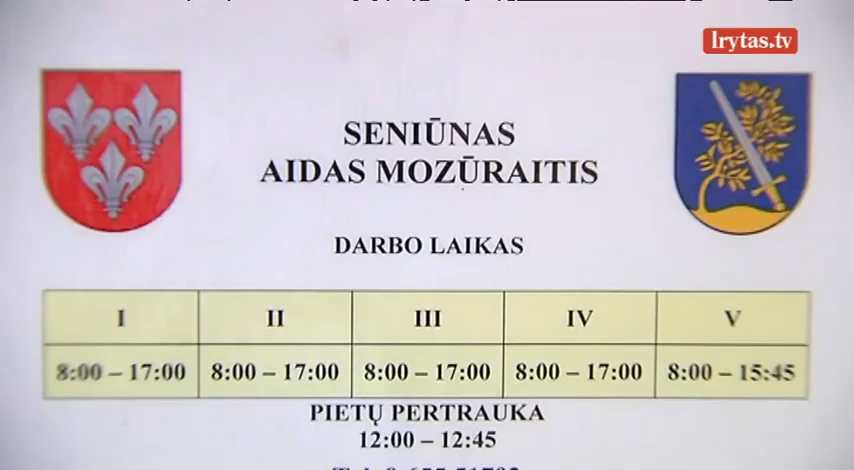 lrytas.tv
SENIŪNAS
AIDAS MOZŪRAITIS
DARBO LAIKAS
I II III IV V
8:00 – 17:00 8:00 – 17:00 8:00 – 17:00 8:00 – 17:00 8:00 – 15:45
PIETŲ PERTRAUKA
12:00 – 12:45